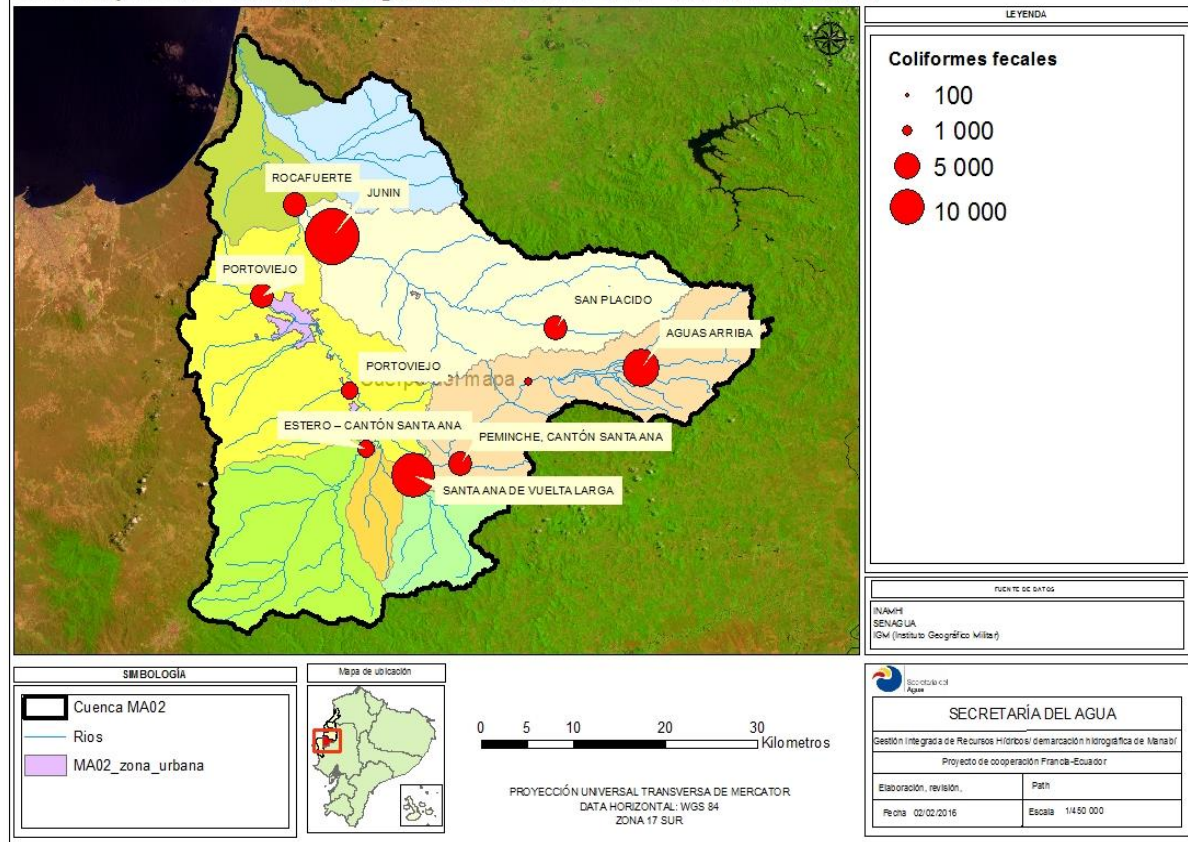 LEYENDA
Coliformes fecales
100
1 000
5 000
10 000
ROCAFUERTE
JUNIN
PORTOVIEJO
SAN PLACIDO
AGUAS ARRIBA
PORTOVIEJO
Cuerpo del mapa
ESTERO – CANTÓN SANTA ANA
PEMINCHE, CANTÓN SANTA ANA
SANTA ANA DE VUELTA LARGA
FUENTE DE DATOS
INAMHI
SENAGUA
IGM (Instituto Geográfico Militar)
SIMBOLOGÍA
Cuenca MA02
Rios
MA02_zona_urbana
Mapa de ubicación
0 5 10 20 30
Kilometros
PROYECCIÓN UNIVERSAL TRANSVERSA DE MERCATOR
DATA HORIZONTAL: WGS 84
ZONA 17 SUR
Secretaría del
Agua
SECRETARÍA DEL AGUA
Gestión Integrada de Recursos Hídricos/ demarcación hidrográfica de Manabí
Proyecto de cooperación Francia-Ecuador
Elaboración, revisión,
Path
Fecha 02/02/2016
Escala 1/450 000